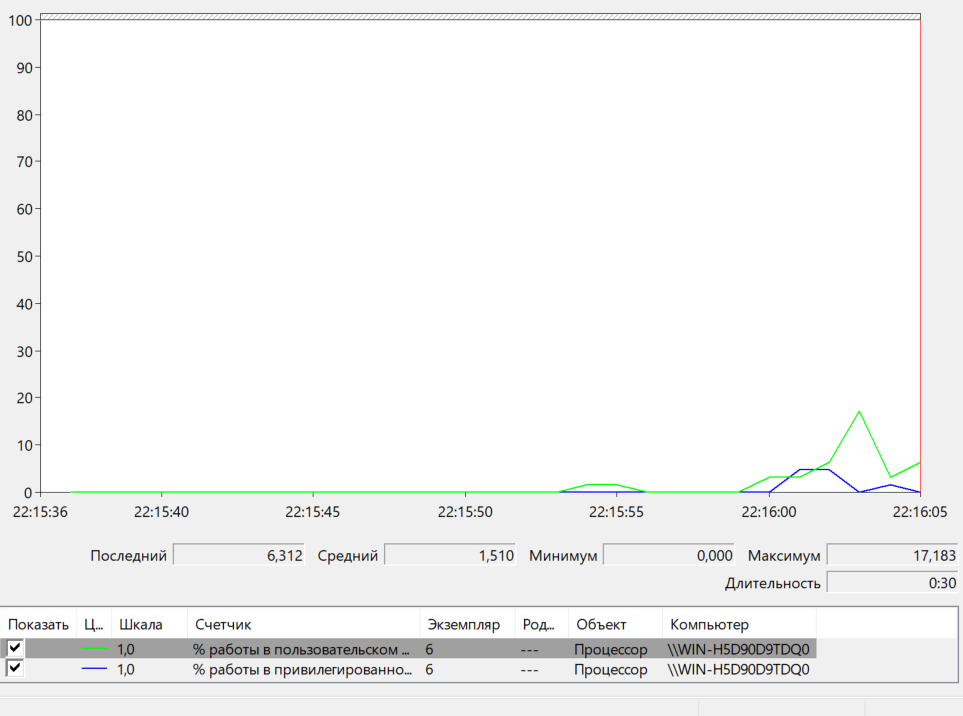 100
90
80
70
60
50
40
30
20
10
0
22:15:36 22:15:40 22:15:45 22:15:50 22:15:55 22:16:00 22:16:05
Последний 6,312 Средний 1,510 Минимум 0,000 Максимум 17,183
Длительность 0:30
Показать Ц... Шкала Счетчик Экземпляр Род... Объект Компьютер
1,0 % работы в пользовательском ... 6 --- Процессор \\WIN-H5D90D9TDQ0
1,0 % работы в привилегированно... 6 --- Процессор \\WIN-H5D90D9TDQ0